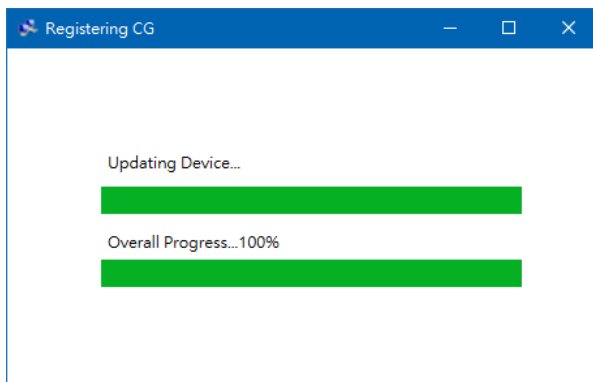 Registering CG
Updating Device...
Overall Progress...100%